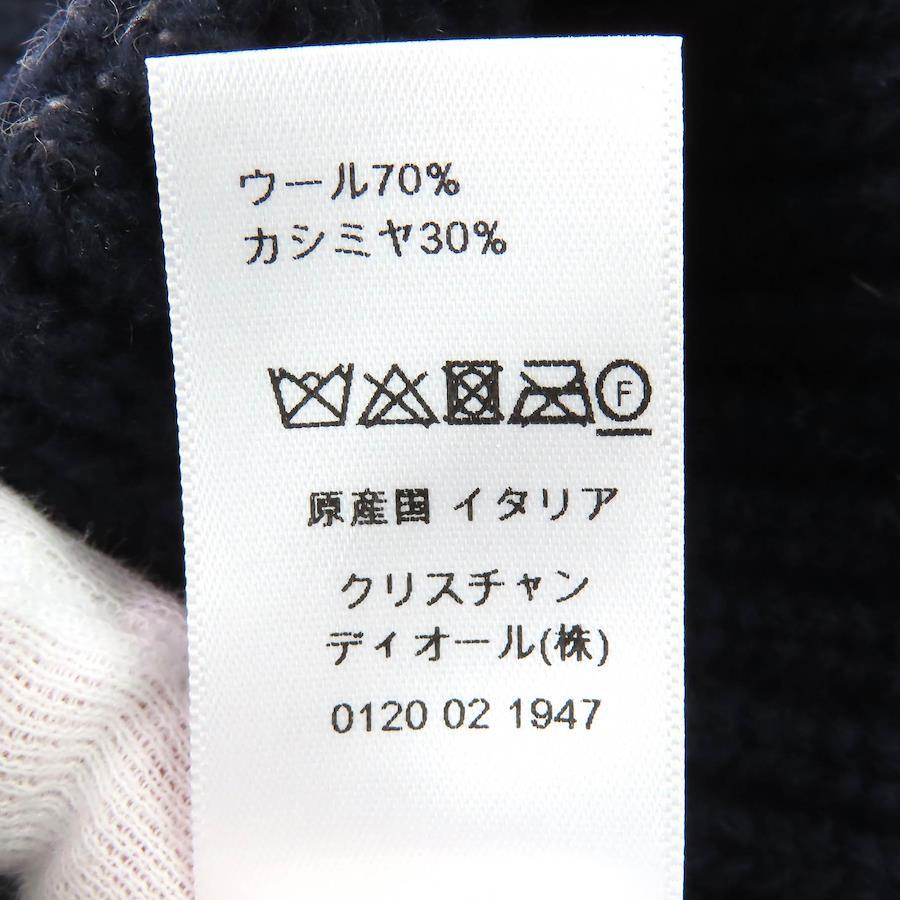 ウール70%
カシミヤ30%
F
原産国 イタリア
クリスチャン
ディオール(株)
0120 02 1947